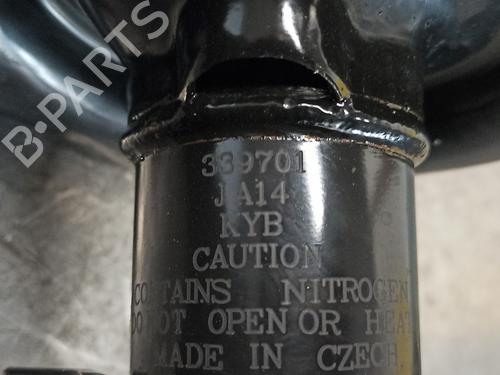 B-PARTS
339701
JA14
KYB
CAUTION
CONTAINS NITROGEN
DO NOT OPEN OR HEAT
MADE IN CZECH